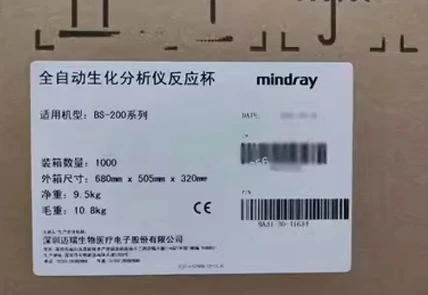 全自动生化分析仪反应杯
mindray
适用机型: BS-200系列
DATE
装箱数量: 1000
外箱尺寸: 680mm x 505mm x 320mm
净重: 9.5kg
毛重: 10.8kg
CE
P/N
深圳迈瑞生物医疗电子股份有限公司